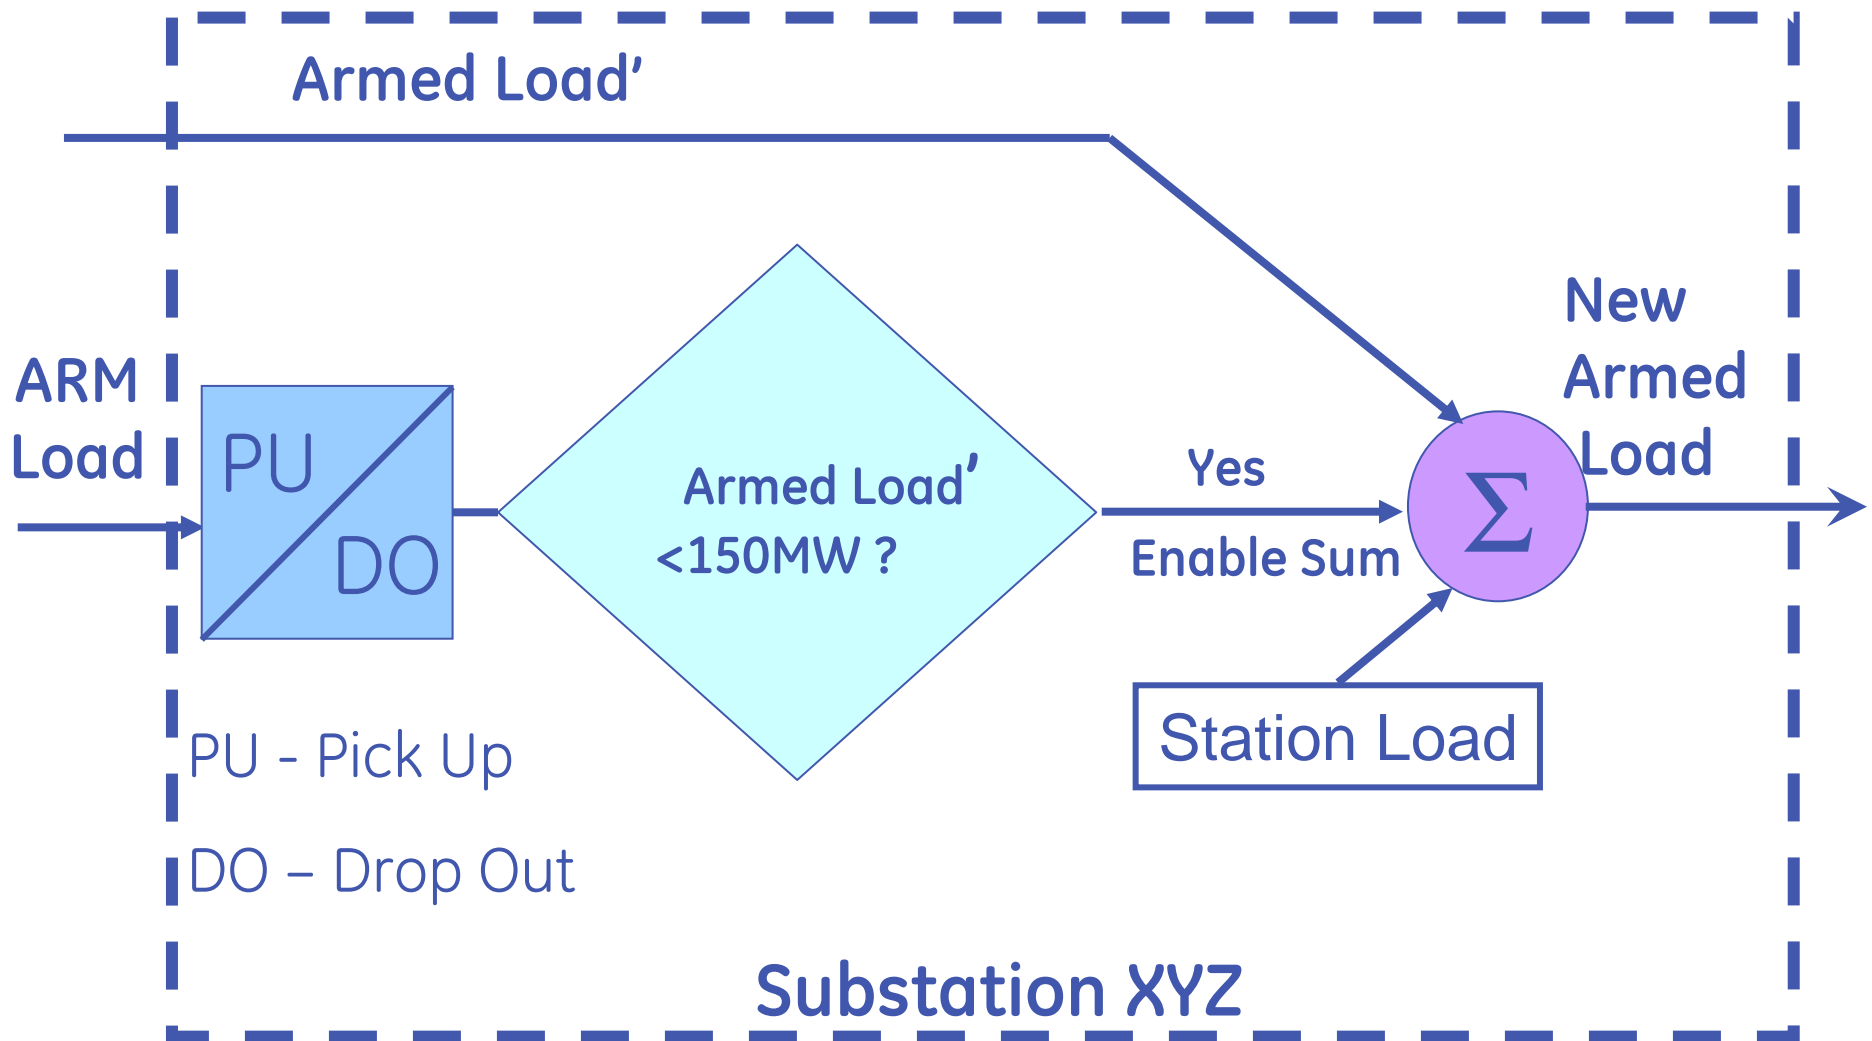 Armed Load’
New
Armed
Load
ARM
Load
PU
DO
Armed Load’
<150MW ?
Yes
Enable Sum
Σ
Station Load
PU - Pick Up
DO – Drop Out
Substation XYZ